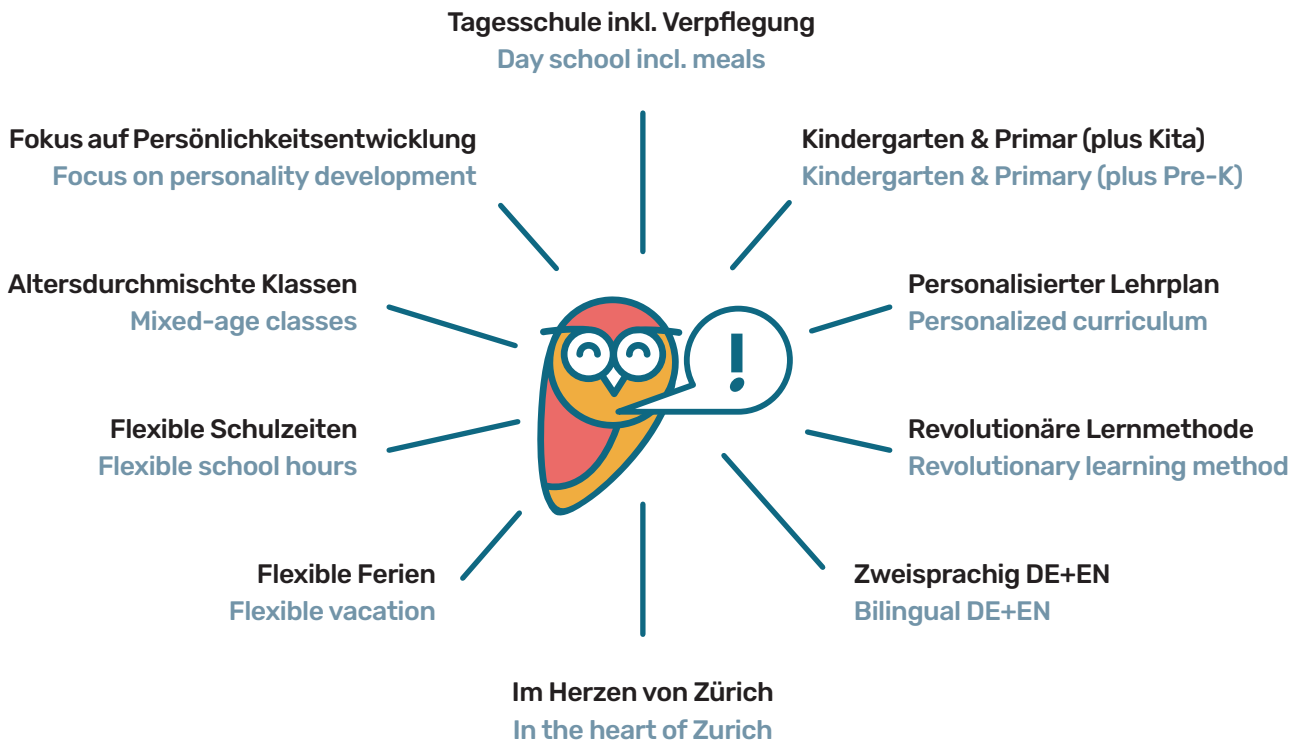 Tagesschule inkl. Verpflegung
Day school incl. meals
Fokus auf Persönlichkeitsentwicklung
Focus on personality development
Kindergarten & Primar (plus Kita)
Kindergarten & Primary (plus Pre-K)
Altersdurchmischte Klassen
Mixed-age classes
Personalisierter Lehrplan
Personalized curriculum
!
Flexible Schulzeiten
Flexible school hours
Revolutionäre Lernmethode
Revolutionary learning method
Flexible Ferien
Flexible vacation
Zweisprachig DE+EN
Bilingual DE+EN
Im Herzen von Zürich
In the heart of Zurich